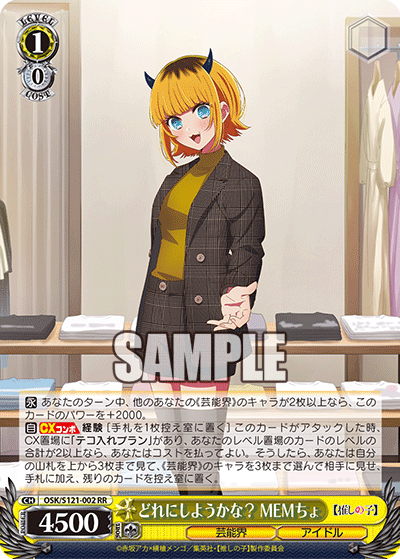 LEVEL
1
0
COST
SAMPLE
永 あなたのターン中、他のあなたの《芸能界》のキャラが2枚以上なら、このカードのパワーを+2000。
自 CXコンボ 経験 [手札を1枚控え室に置く] このカードがアタックした時、
CX置場に「テコ入れプラン」があり、あなたのレベル置場のカードのレベルの
合計が2以上なら、あなたはコストを払ってよい。そうしたら、あなたは自分
の山札を上から3枚まで見て、《芸能界》のキャラを3枚まで選んで相手に見せ、
手札に加え、残りのカードを控え室に置く。
CH OSK/S121-002 RR
どれにしようかな? MEMちょ
【推しの子】
4500
芸能界
アイドル
©赤坂アカ×横槍メンゴ/集英社・【推しの子】製作委員会